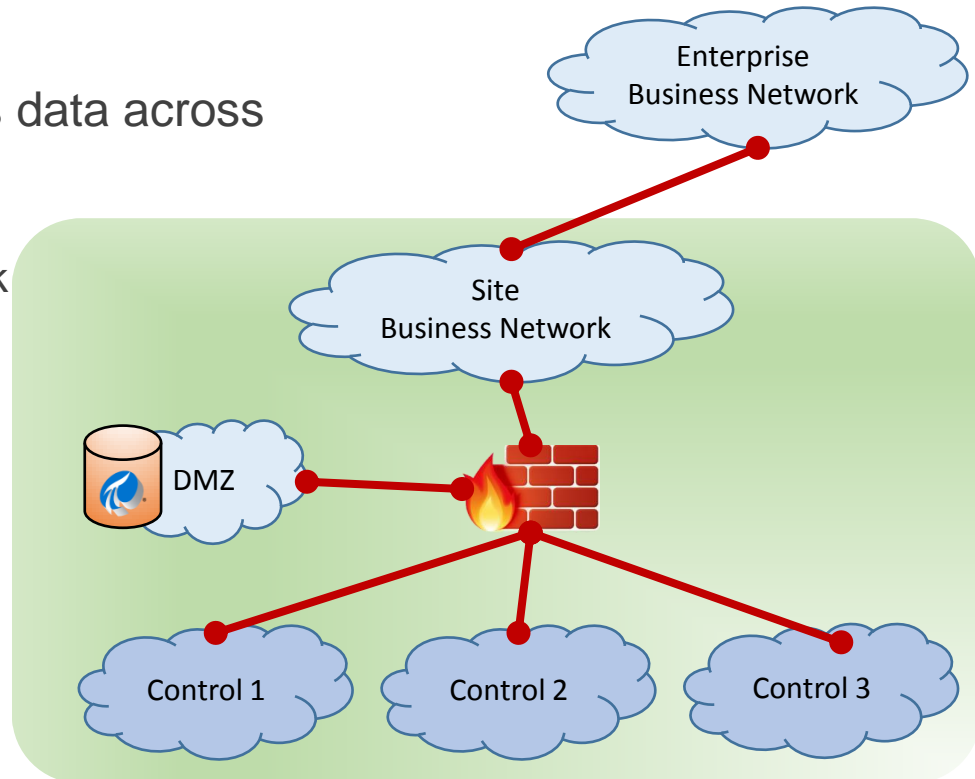 Enterprise
Business Network
data across
Site
Business Network
DMZ
Control 1
Control 2
Control 3